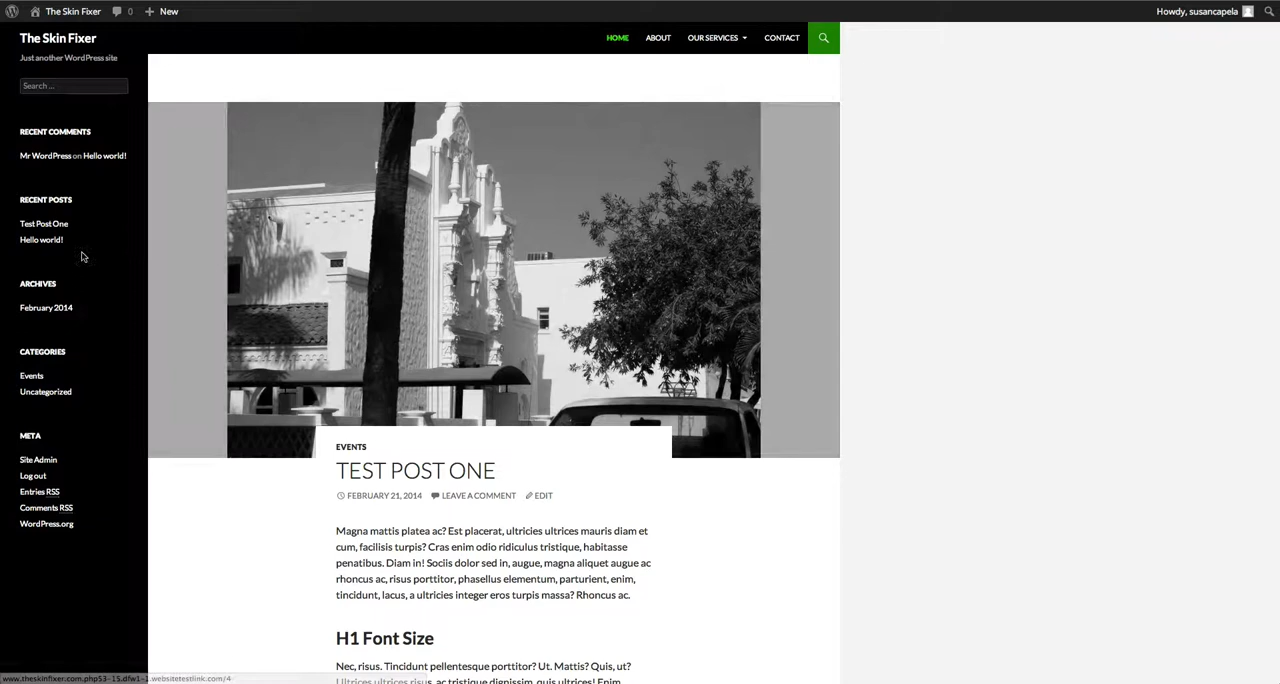 The Skin Fixer 0 New Howdy, susancapela
The Skin Fixer
Just another WordPress site
Search ...
HOME ABOUT OUR SERVICES CONTACT
RECENT COMMENTS
Mr WordPress on Hello world!
RECENT POSTS
Test Post One
Hello world!
ARCHIVES
February 2014
CATEGORIES
Events
Uncategorized
META
Site Admin
Log out
Entries RSS
Comments RSS
WordPress.org
EVENTS
TEST POST ONE
FEBRUARY 21, 2014 LEAVE A COMMENT EDIT
Magna mattis platea ac? Est placerat, ultricies ultrices mauris diam et
cum, facilisis turpis? Cras enim odio ridiculus tristique, habitasse
penatibus. Diam in! Sociis dolor sed in, augue, magna aliquet augue ac
rhoncus ac, risus porttitor, phasellus elementum, parturient, enim,
tincidunt, lacus, a ultricies integer eros turpis massa? Rhoncus ac.
H1 Font Size
Nec, risus. Tincidunt pellentesque porttitor? Ut. Mattis? Quis, ut?
Ultrices ultricies risus, ac tristique dignissim, quis ultrices! Enim
www.theskinfixer.com.php53-15.dfw1-1.websitetestlink.com/4